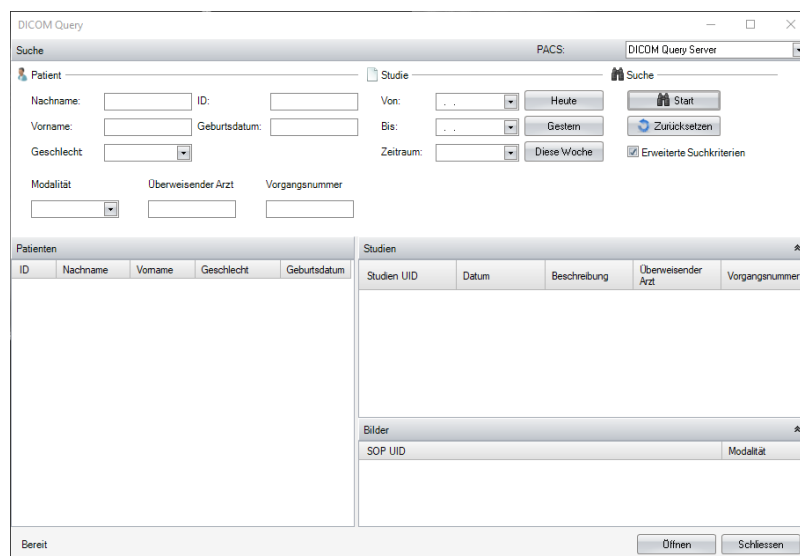 DICOM Query
Suche PACS: DICOM Query Server
Patient Studie Suche
Nachname: ID: Von: . . Heute Start
Vorname: Geburtsdatum: Bis: . . Gestern Zurücksetzen
Geschlecht Zeitraum: Diese Woche Erweiterte Suchkriterien
Modalität Überweisender Arzt Vorgangsnummer
Patienten Studien
ID Nachname Vorname Geschlecht Geburtsdatum Studien UID Datum Beschreibung Überweisender Arzt Vorgangsnummer
Bilder
SOP UID Modalität
Bereit Öffnen Schliessen